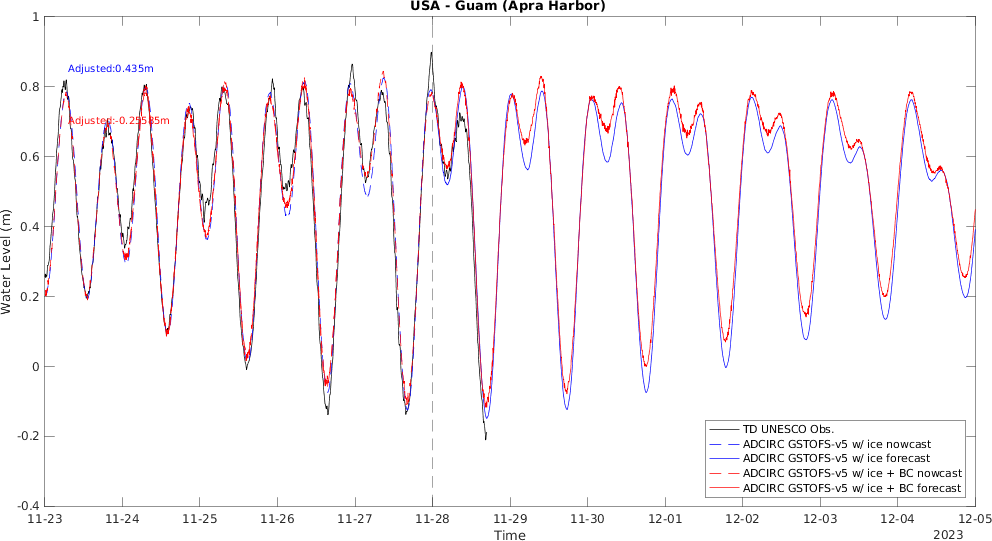 USA - Guam (Apra Harbor)
Water Level (m)
1
0.8
0.6
0.4
0.2
0
-0.2
-0.4
Adjusted:0.435m
Adjusted:-0.25585m
TD UNESCO Obs.
ADCIRC GSTOFS-v5 w/ ice nowcast
ADCIRC GSTOFS-v5 w/ ice forecast
ADCIRC GSTOFS-v5 w/ ice + BC nowcast
ADCIRC GSTOFS-v5 w/ ice + BC forecast
11-23 11-24 11-25 11-26 11-27 11-28 11-29 11-30 12-01 12-02 12-03 12-04 12-05
Time
2023